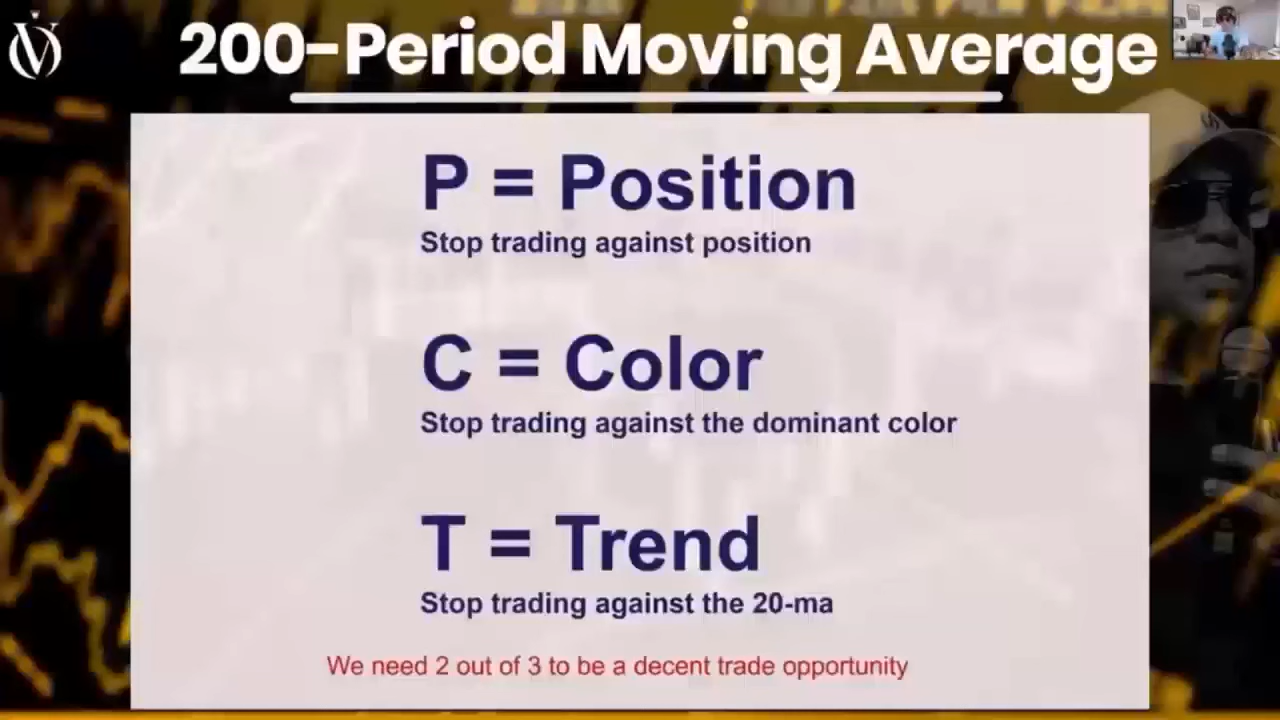 200-Period Moving Average
P = Position
Stop trading against position
C = Color
Stop trading against the dominant color
T = Trend
Stop trading against the 20-ma
We need 2 out of 3 to be a decent trade opportunity